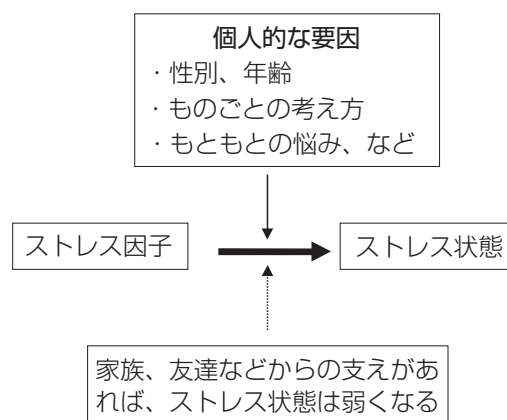 個人的な要因
・性別、年齢
・ものごとの考え方
・もともとの悩み、など
ストレス因子
ストレス状態
家族、友達などからの支えがあ
れば、ストレス状態は弱くなる